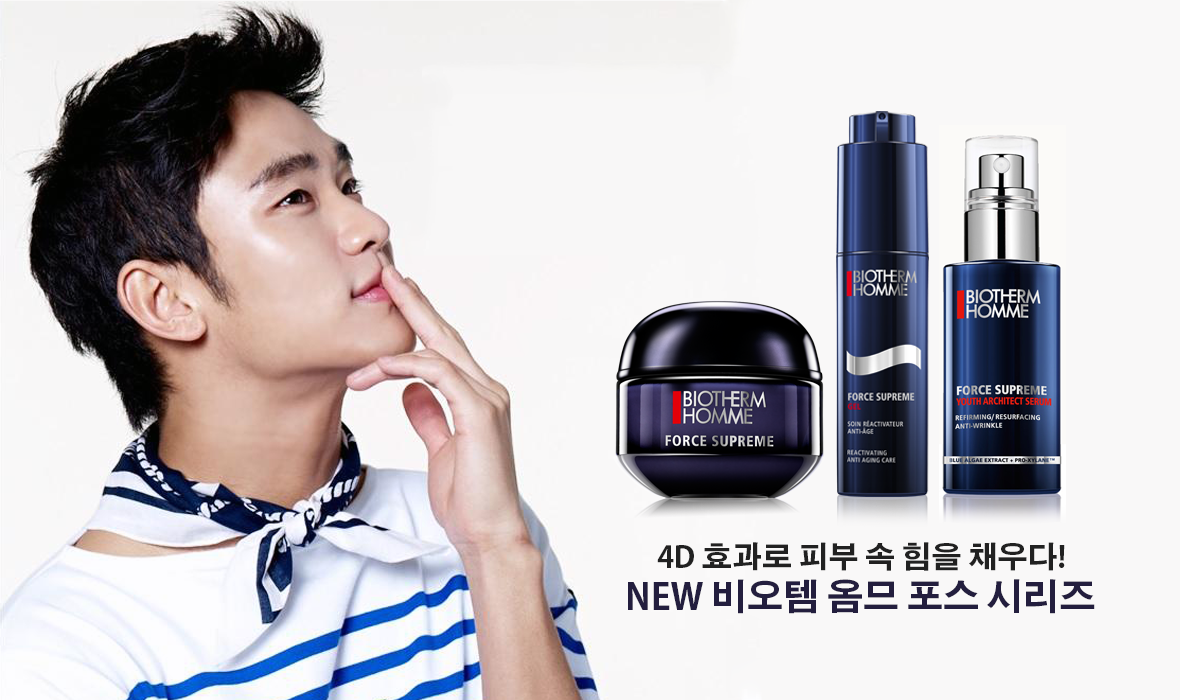 BIOTHERM
HOMME
FORCE SUPREME
BIOTHERM
HOMME
FORCE SUPREME
GEL
SOIN RÉACTIVATEUR
ANTI-ÂGE
REACTIVATING
ANTI AGING CARE
BIOTHERM
HOMME
FORCE SUPREME
YOUTH ARCHITECT SERUM
REFIRMING/RESURFACING
ANTI-WRINKLE
BLUE ALGAE EXTRACT + PRO-XYLANE™
4D 효과로 피부 속 힘을 채우다!
NEW 비오템 옴므 포스 시리즈